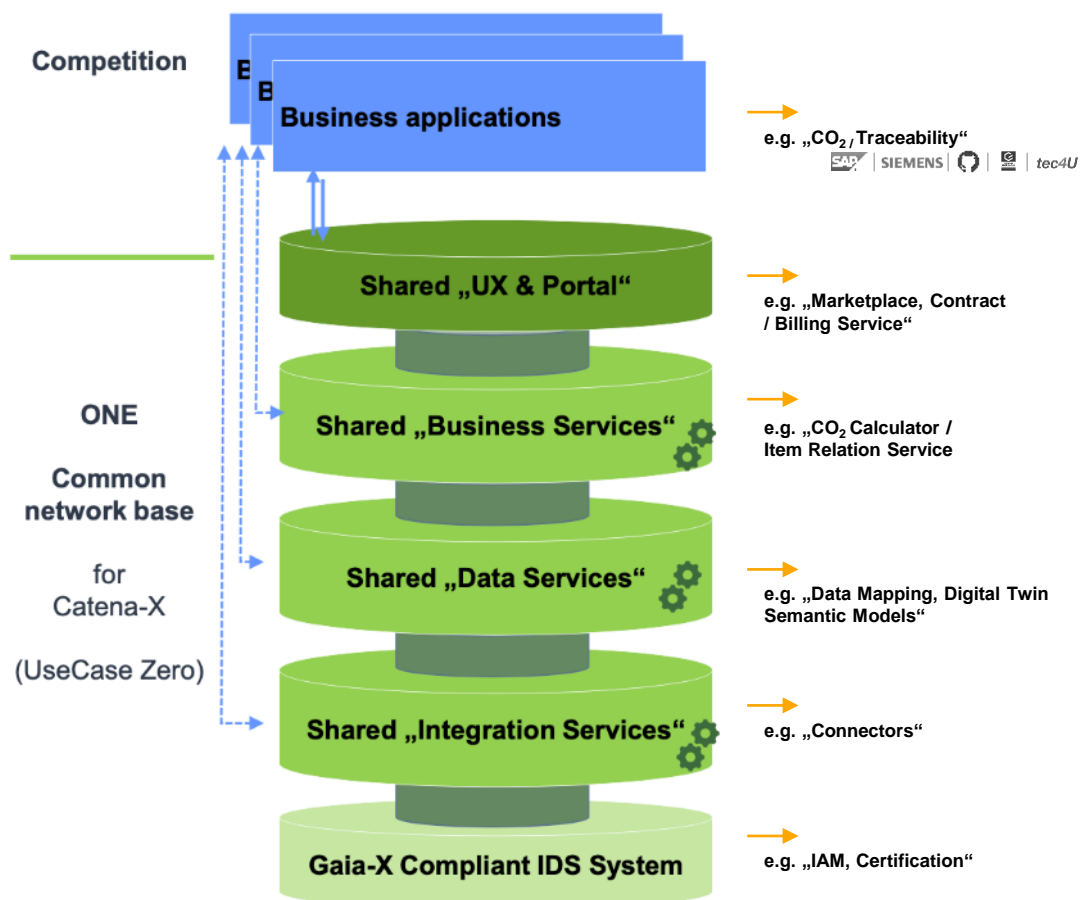 Competition
B
B
Business applications
e.g. „CO2 / Traceability“
SAP | SIEMENS | | | tec4U
Shared „UX & Portal“
e.g. „Marketplace, Contract
/ Billing Service“
ONE
Common
network base
for
Catena-X
(UseCase Zero)
Shared „Business Services“
e.g. „CO2 Calculator /
Item Relation Service
Shared „Data Services“
e.g. „Data Mapping, Digital Twin
Semantic Models“
Shared „Integration Services“
e.g. „Connectors“
Gaia-X Compliant IDS System
e.g. „IAM, Certification“